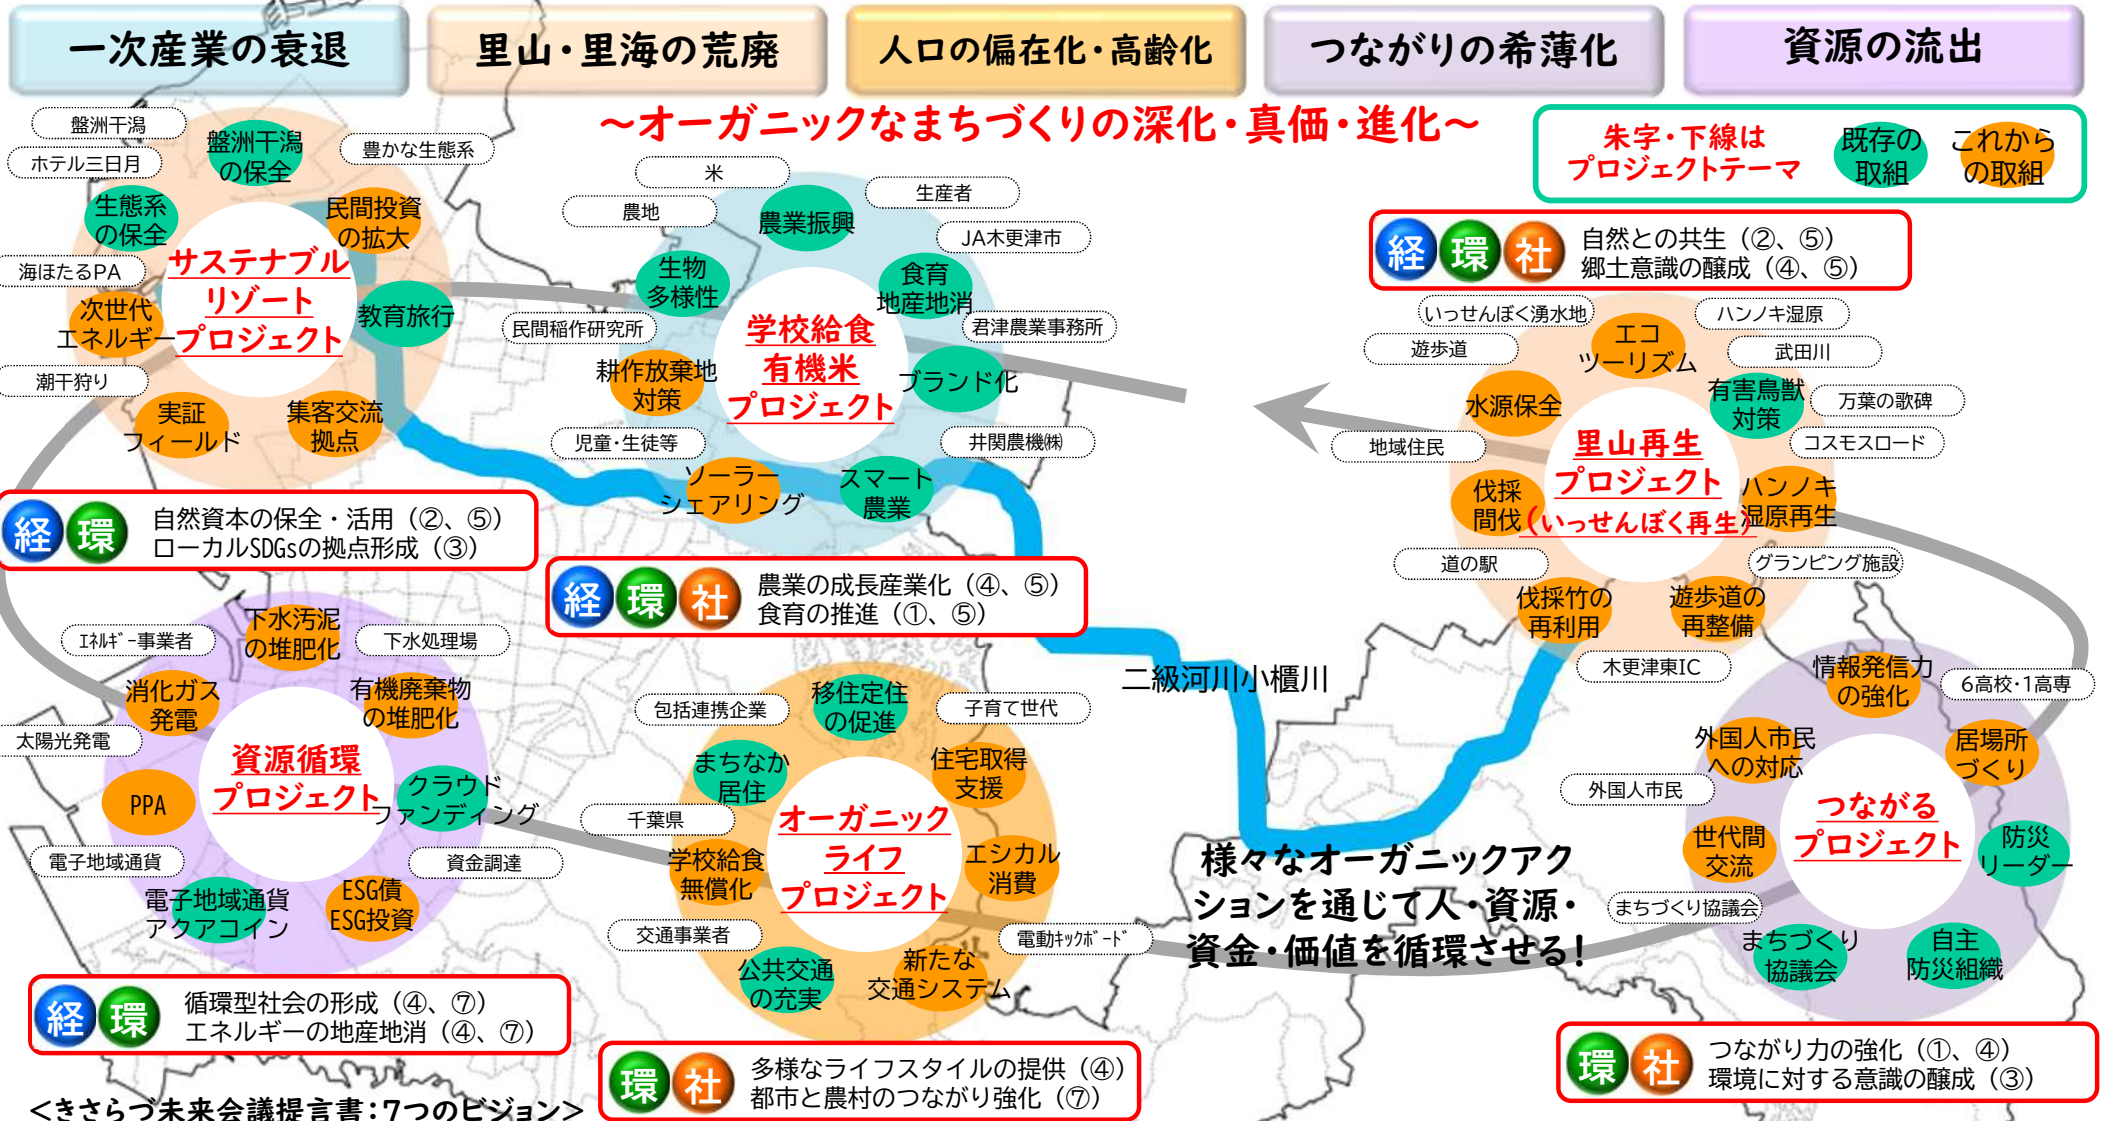 一次産業の衰退
里山・里海の荒廃
人口の偏在化・高齢化
つながりの希薄化
資源の流出
～オーガニックなまちづくりの深化・真価・進化～
朱字・下線は
プロジェクトテーマ
既存の
取組
これから
の取組
盤洲干潟
ホテル三日月
盤洲干潟
の保全
豊かな生態系
生態系
の保全
民間投資
の拡大
海ほたるPA
サステナブル
リゾート
プロジェクト
次世代
エネルギー
教育旅行
潮干狩り
実証
フィールド
集客交流
拠点
経 環
自然資本の保全・活用（②、⑤）
ローカルSDGsの拠点形成（③）
米
農地
農業振興
生産者
JA木更津市
生物
多様性
食育
地産地消
民間稲作研究所
君津農業事務所
学校給食
有機米
プロジェクト
耕作放棄地
対策
ブランド化
児童・生徒等
井関農機㈱
ソーラー
シェアリング
スマート
農業
経 環 社
農業の成長産業化（④、⑤）
食育の推進（①、⑤）
経 環 社
自然との共生（②、⑤）
郷土意識の醸成（④、⑤）
いっせんぼく湧水地
ハンノキ湿原
遊歩道
エコ
ツーリズム
武田川
水源保全
有害鳥獣
対策
万葉の歌碑
地域住民
コスモスロード
里山再生
プロジェクト
(いっせんぼく再生)
伐採
間伐
ハンノキ
湿原再生
道の駅
グランピング施設
伐採竹の
再利用
遊歩道の
再整備
木更津東IC
二級河川小櫃川
下水汚泥
の堆肥化
ｴﾈﾙｷﾞｰ事業者
下水処理場
消化ガス
発電
有機廃棄物
の堆肥化
太陽光発電
資源循環
プロジェクト
PPA
クラウド
ファンディング
電子地域通貨
資金調達
電子地域通貨
アクアコイン
ESG債
ESG投資
経 環
循環型社会の形成（④、⑦）
エネルギーの地産地消（④、⑦）
包括連携企業
移住定住
の促進
子育て世代
まちなか
居住
住宅取得
支援
千葉県
オーガニック
ライフ
プロジェクト
学校給食
無償化
エシカル
消費
交通事業者
電動ｷｯｸﾎﾞｰﾄﾞ
公共交通
の充実
新たな
交通システム
環 社
多様なライフスタイルの提供（④）
都市と農村のつながり強化（⑦）
様々なオーガニックアク
ションを通じて人・資源・
資金・価値を循環させる！
情報発信力
の強化
6高校・1高専
外国人市民
への対応
居場所
づくり
外国人市民
つながる
プロジェクト
世代間
交流
防災
リーダー
まちづくり協議会
まちづくり
協議会
自主
防災組織
環 社
つながり力の強化（①、④）
環境に対する意識の醸成（③）
＜きさらづ未来会議提言書：7つのビジョン＞